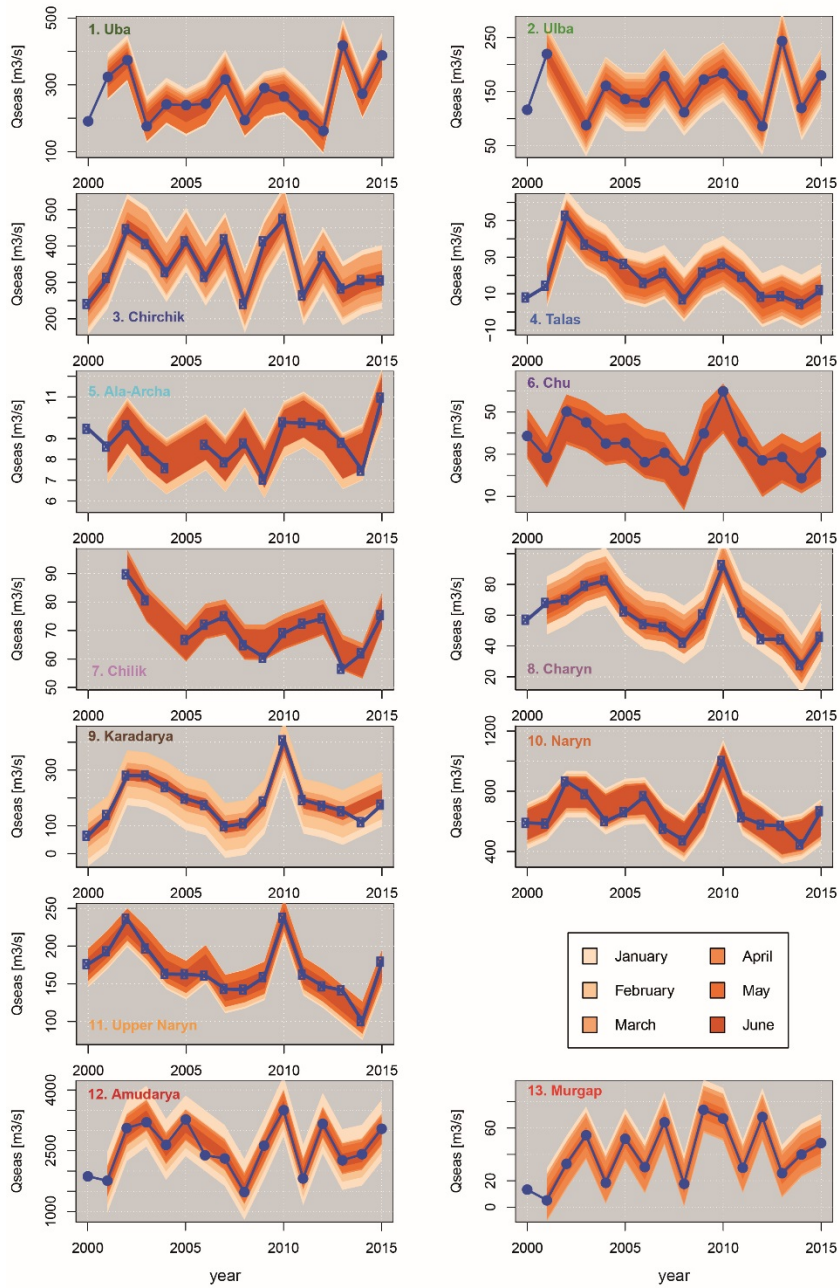 1. Uba
Qseas [m3/s]
500
300
100
2000 2005 2010 2015
2. Ulba
Qseas [m3/s]
250
150
50
2000 2005 2010 2015
3. Chirchik
Qseas [m3/s]
500
400
300
200
2000 2005 2010 2015
4. Talas
Qseas [m3/s]
50
30
10
−10
2000 2005 2010 2015
5. Ala-Archa
Qseas [m3/s]
11
9
8
7
6
2000 2005 2010 2015
6. Chu
Qseas [m3/s]
50
30
10
2000 2005 2010 2015
7. Chilik
Qseas [m3/s]
90
80
70
60
50
2000 2005 2010 2015
8. Charyn
Qseas [m3/s]
80
60
40
20
2000 2005 2010 2015
9. Karadarya
Qseas [m3/s]
300
0
2000 2005 2010 2015
10. Naryn
Qseas [m3/s]
1200
800
400
2000 2005 2010 2015
11. Upper Naryn
Qseas [m3/s]
250
200
150
100
2000 2005 2010 2015
January April
February May
March June
12. Amudarya
Qseas [m3/s]
4000
2500
1000
2000 2005 2010 2015
year
13. Murgap
Qseas [m3/s]
60
0
2000 2005 2010 2015
year